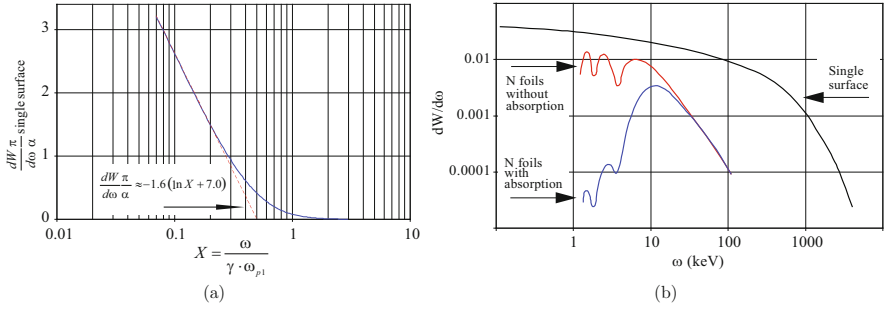 3
2
1
0
dW/dω π/α single surface
dW/dω π/α ≈ −1.6 (ln X + 7.0)
0.01
0.1
1
10
X = ω / γ · ω_{p1}
(a)
0.01
0.001
0.0001
dW/dω
N foils
without
absorption
N foils
with
absorption
Single
surface
1
10
100
1000
ω (keV)
(b)